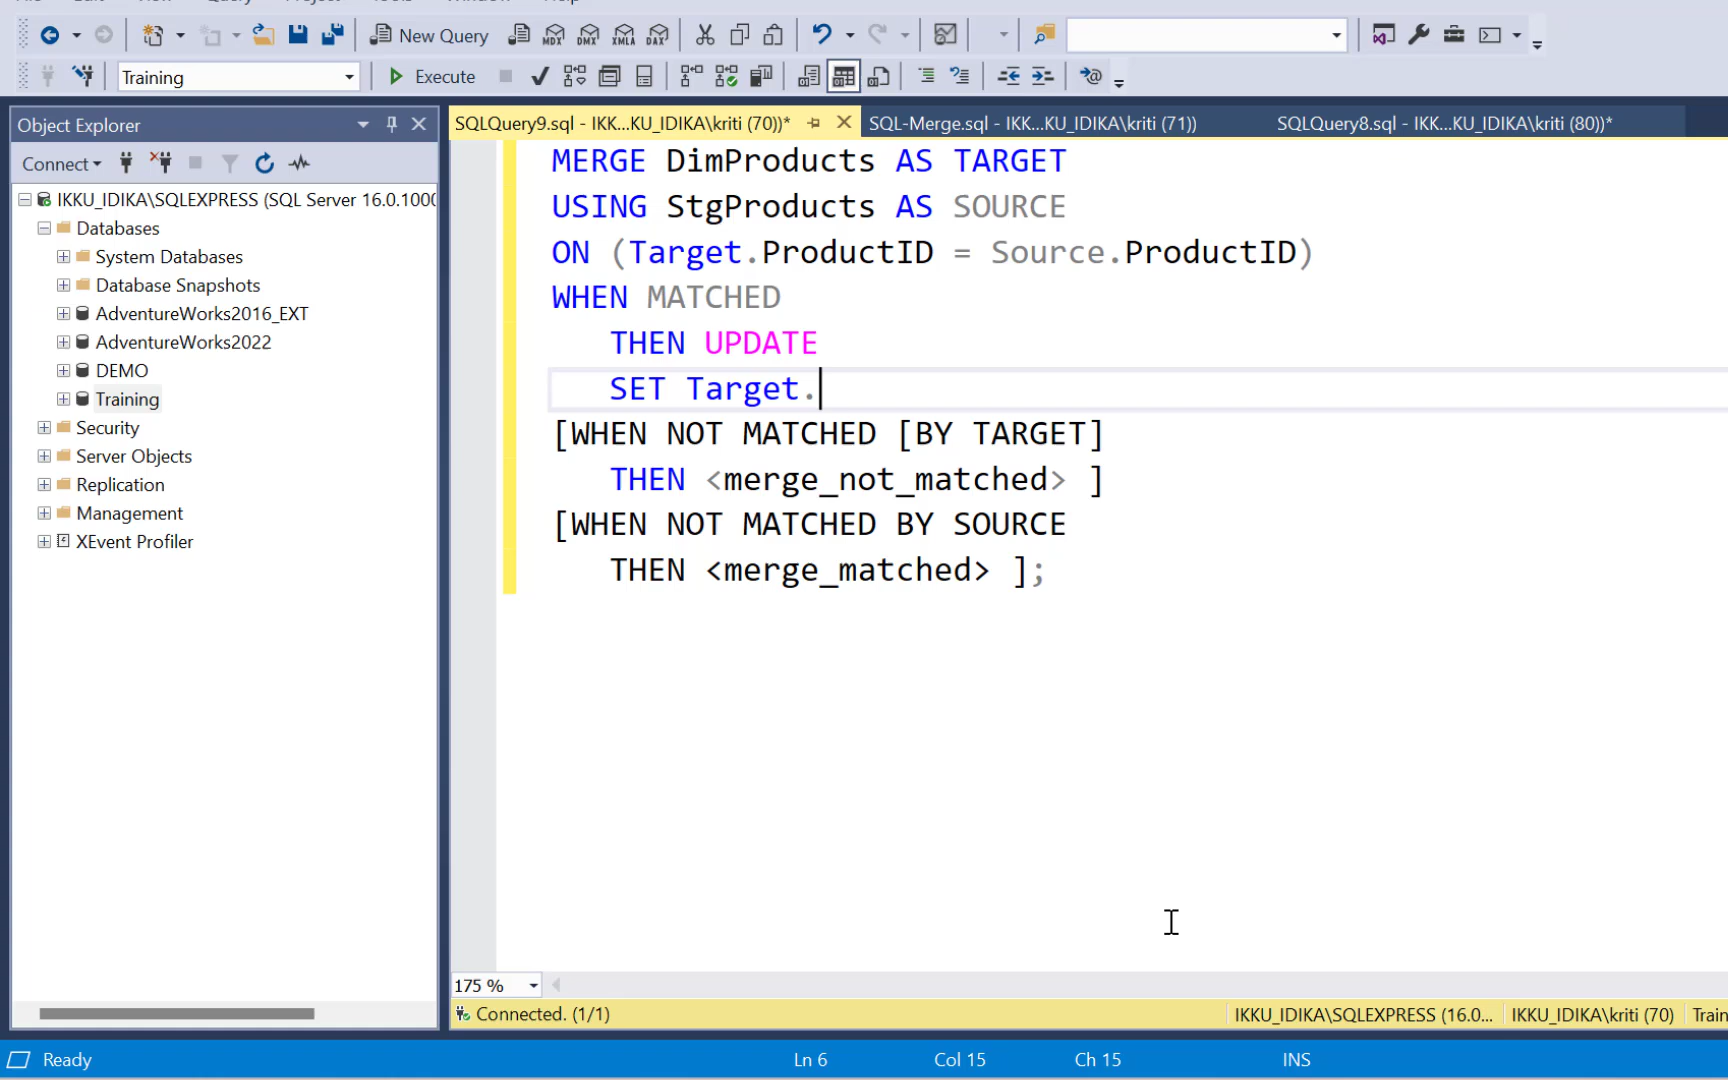 New Query
Training
Execute
Object Explorer
Connect
IKKU_IDIKA\SQLEXPRESS (SQL Server 16.0.100
Databases
System Databases
Database Snapshots
AdventureWorks2016_EXT
AdventureWorks2022
DEMO
Training
Security
Server Objects
Replication
Management
XEvent Profiler
SQLQuery9.sql - IKK...KU_IDIKA\kriti (70))*
SQL-Merge.sql - IKK...KU_IDIKA\kriti (71))
SQLQuery8.sql - IKK...KU_IDIKA\kriti (80))*
MERGE DimProducts AS TARGET
USING StgProducts AS SOURCE
ON (Target.ProductID = Source.ProductID)
WHEN MATCHED
THEN UPDATE
SET Target.
[WHEN NOT MATCHED [BY TARGET]
THEN <merge_not_matched> ]
[WHEN NOT MATCHED BY SOURCE
THEN <merge_matched> ];
175 %
Connected. (1/1)
IKKU_IDIKA\SQLEXPRESS (16.0...
IKKU_IDIKA\kriti (70)
Train
Ready
Ln 6
Col 15
Ch 15
INS